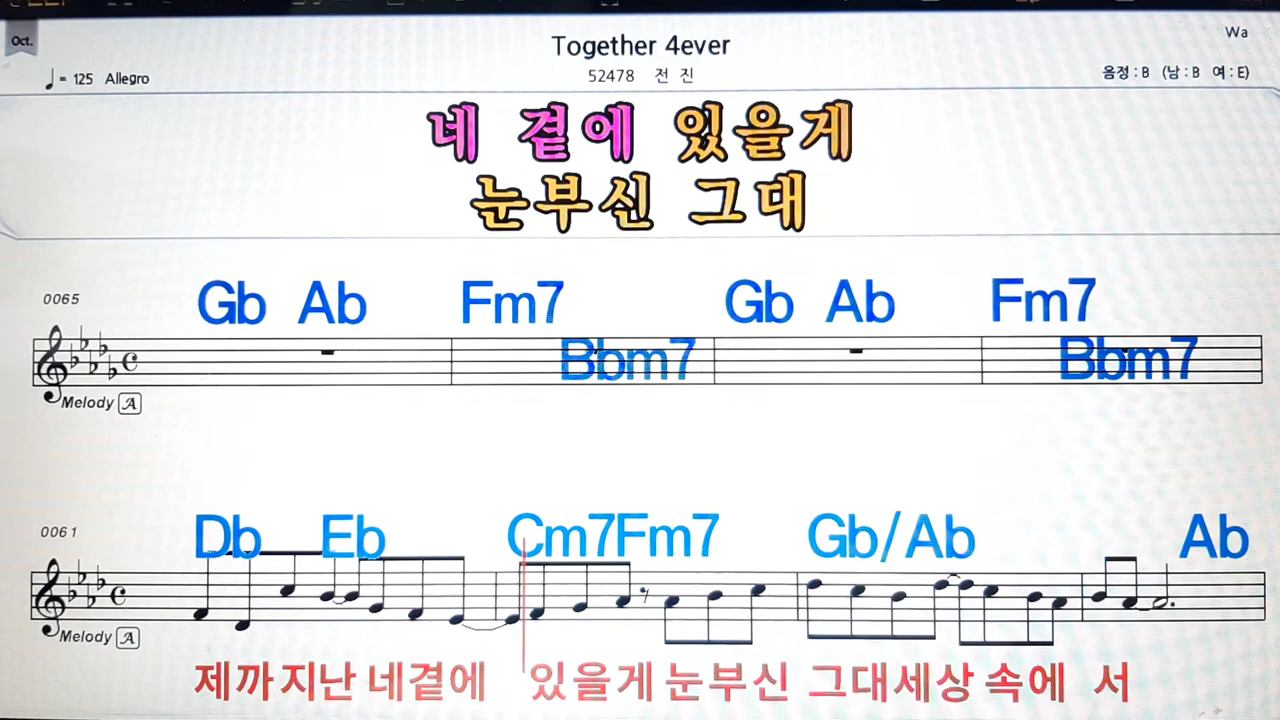 Oct.
Together 4ever
Wa
♩= 125 Allegro
52478 전 진
음정 : B (남 : B 여 : E)
네 곁에 있을게
눈부신 그대
0065
Gb Ab Fm7 Bbm7 Gb Ab Fm7 Bbm7
Melody A
0061
Db Eb Cm7 Fm7 Gb/Ab Ab
Melody A
제까지난 네곁에 있을게 눈부신 그대세상 속에 서